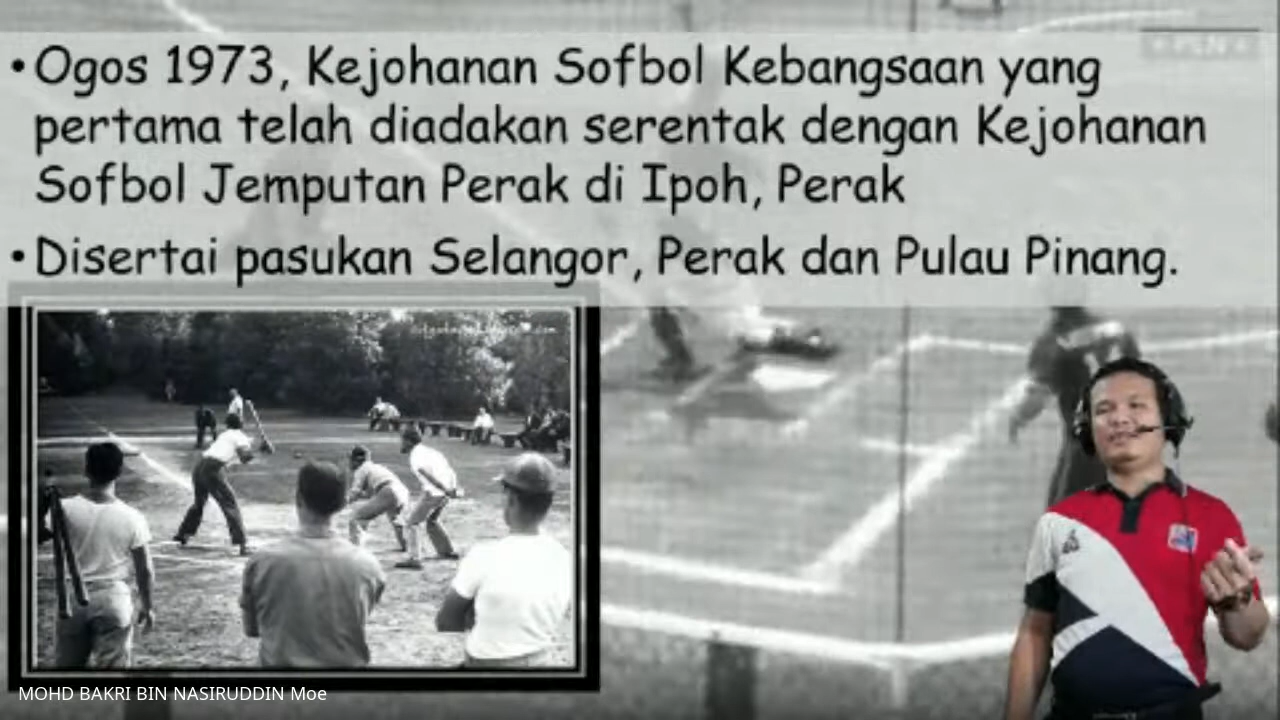 • Ogos 1973, Kejohanan Sofbol Kebangsaan yang
pertama telah diadakan serentak dengan Kejohanan
Sofbol Jemputan Perak di Ipoh, Perak
• Disertai pasukan Selangor, Perak dan Pulau Pinang.
MOHD BAKRI BIN NASIRUDDIN Moe